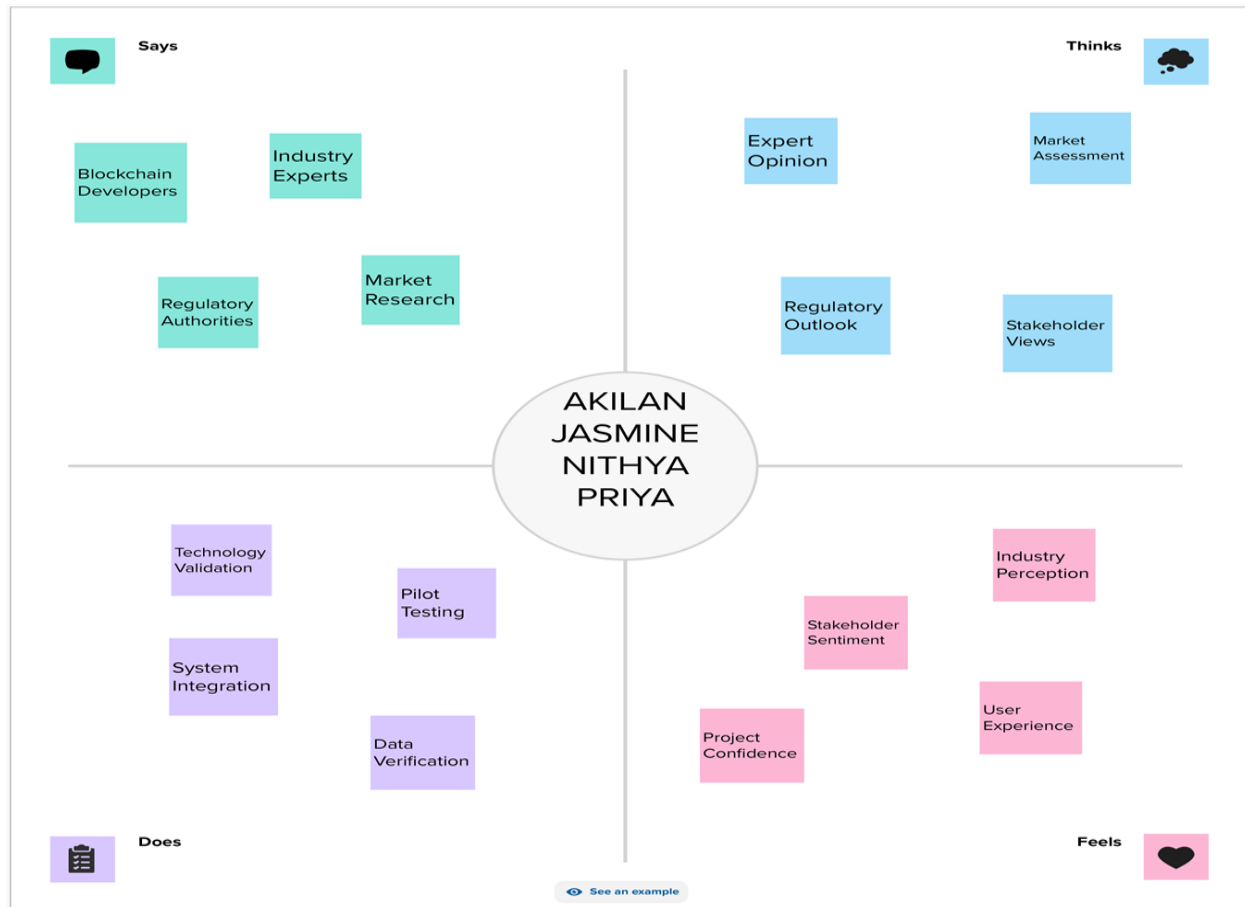 Says
Thinks
Blockchain
Developers
Industry
Experts
Regulatory
Authorities
Market
Research
Expert
Opinion
Market
Assessment
Regulatory
Outlook
Stakeholder
Views
AKILAN
JASMINE
NITHYA
PRIYA
Technology
Validation
Pilot
Testing
System
Integration
Data
Verification
Industry
Perception
Stakeholder
Sentiment
User
Experience
Project
Confidence
Does
Feels
See an example